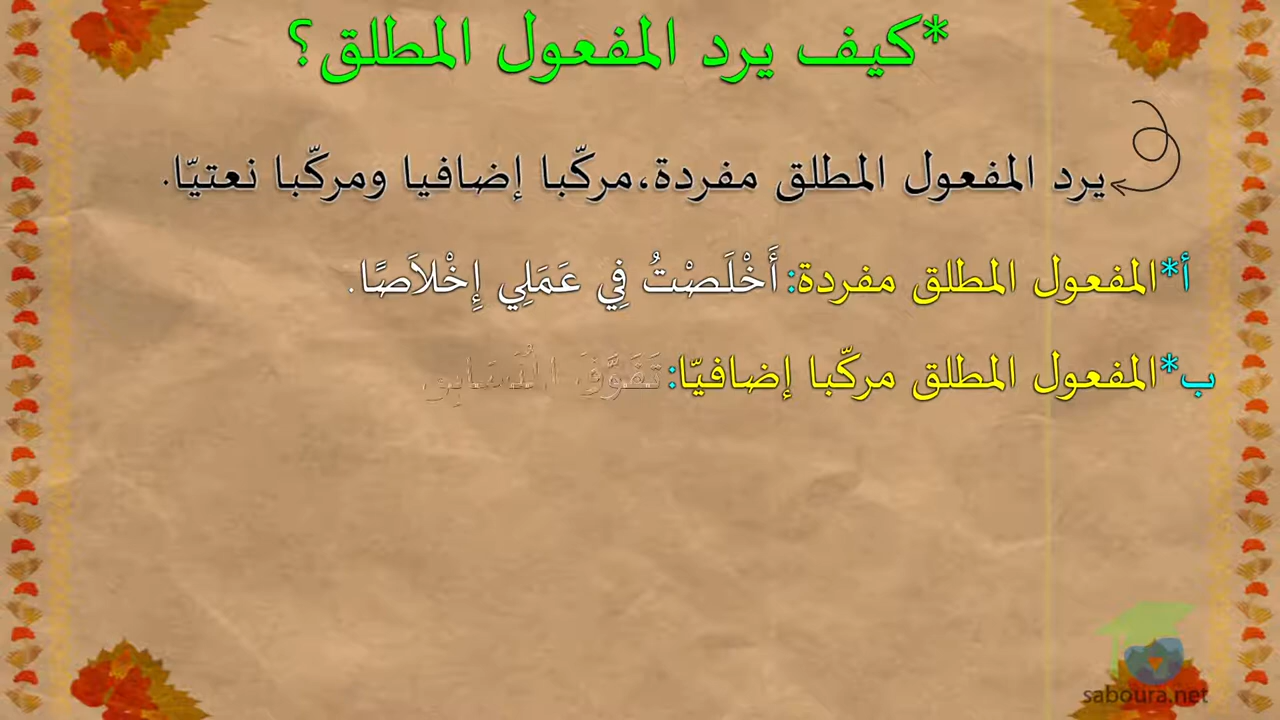 *كيف يرد المفعول المطلق؟
يرد المفعول المطلق مفردة،مركّبا إضافيا ومركّبا نعتيّا.
أ*المفعول المطلق مفردة: أَخْلَصْتُ فِي عَمَلِي إِخْلاَصًا.
ب*المفعول المطلق مركّبا إضافيّا: تَفَوَّقَ
saboura.net